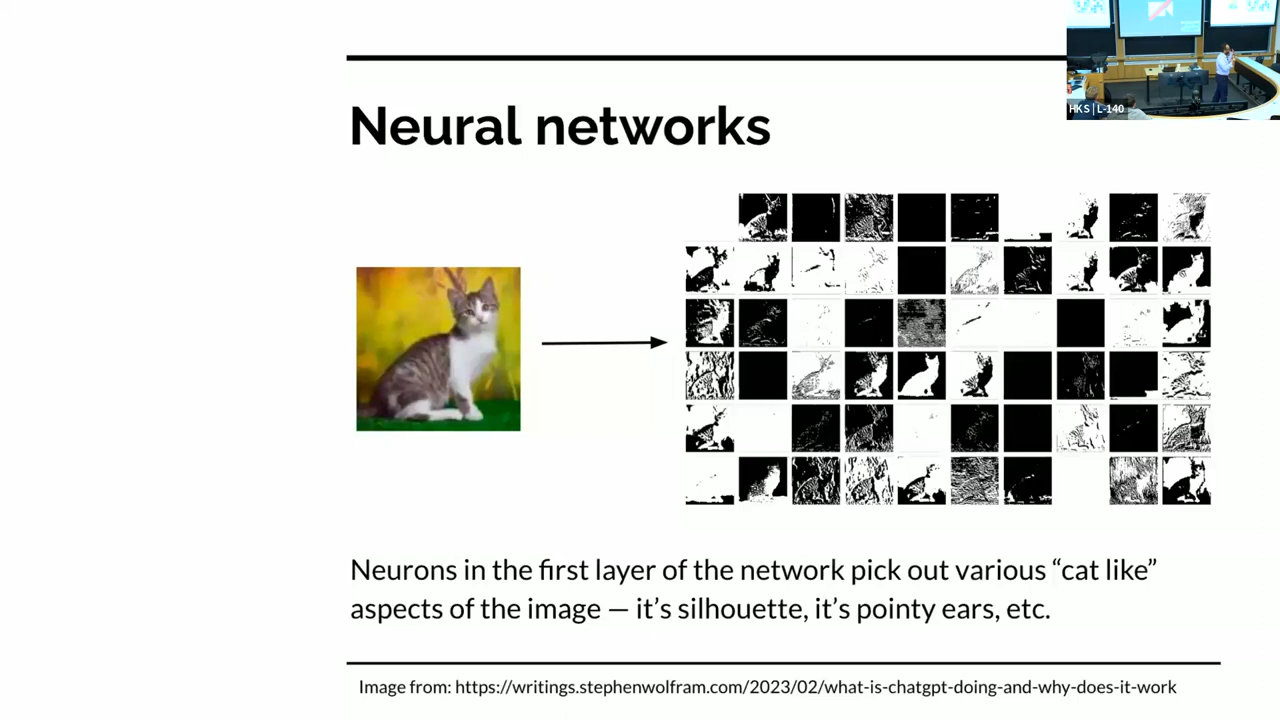 HKS | L-140
Neural networks
Neurons in the first layer of the network pick out various “cat like”
aspects of the image — it’s silhouette, it’s pointy ears, etc.
Image from: https://writings.stephenwolfram.com/2023/02/what-is-chatgpt-doing-and-why-does-it-work